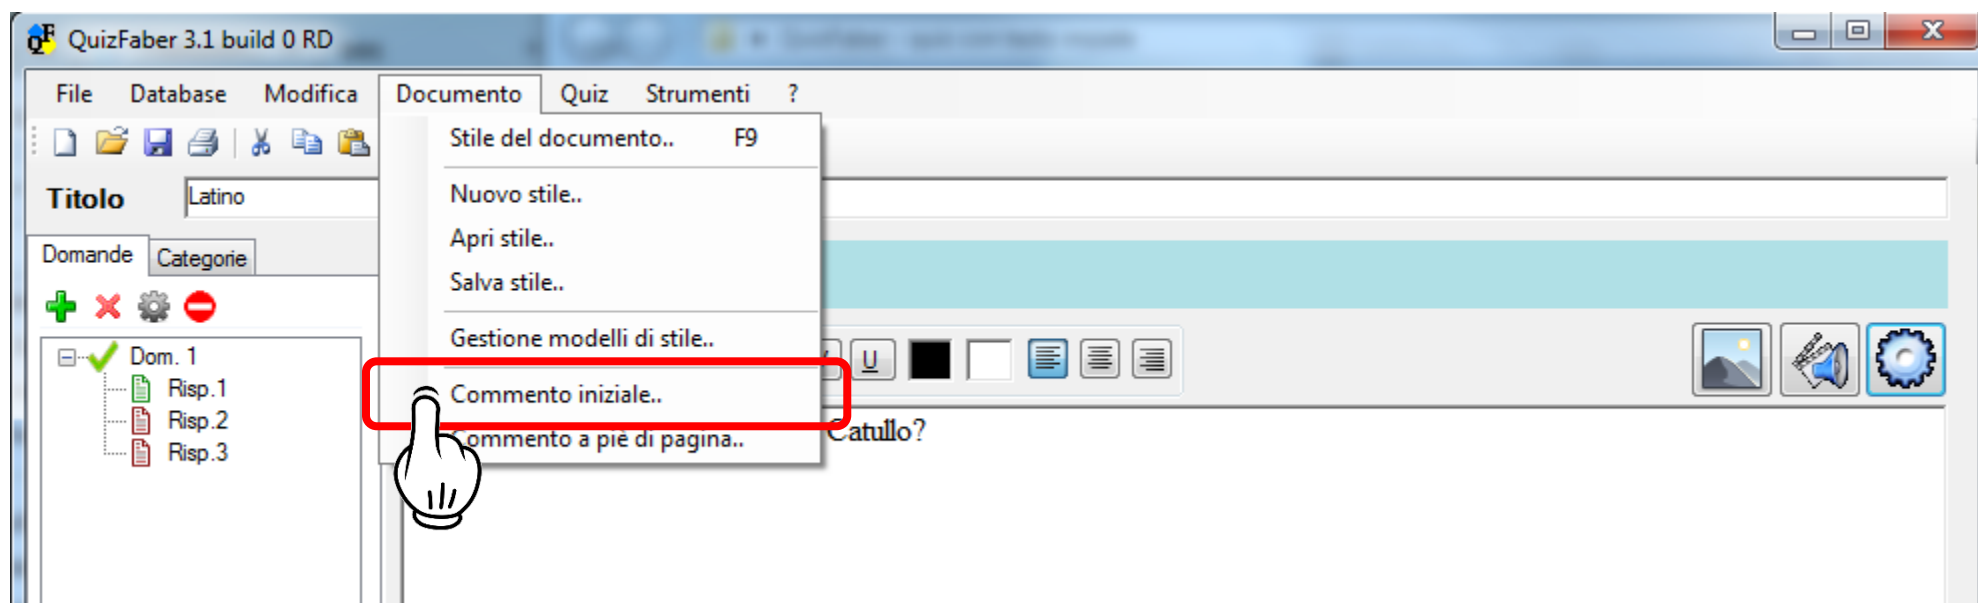 QuizFaber 3.1 build 0 RD
File Database Modifica Documento Quiz Strumenti ?
Stile del documento.. F9
Titolo Latino
Nuovo stile..
Apri stile..
Salva stile..
Gestione modelli di stile..
Commento iniziale..
Commento a piè di pagina..
Domande Categorie
Dom. 1
Risp.1
Risp.2
Risp.3
U
Catullo?